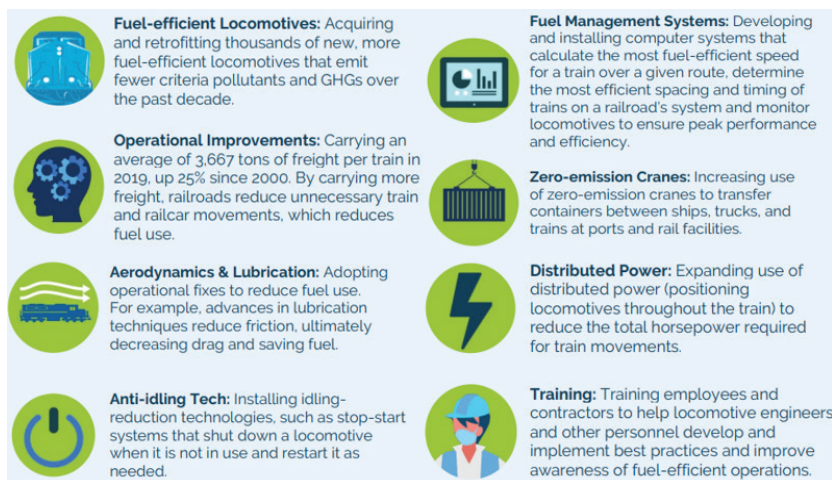 Fuel-efficient Locomotives: Acquiring
and retrofitting thousands of new, more
fuel-efficient locomotives that emit
fewer criteria pollutants and GHGs over
the past decade.
Operational Improvements: Carrying an
average of 3,667 tons of freight per train in
2019, up 25% since 2000. By carrying more
freight, railroads reduce unnecessary train
and railcar movements, which reduces
fuel use.
Aerodynamics & Lubrication: Adopting
operational fixes to reduce fuel use.
For example, advances in lubrication
techniques reduce friction, ultimately
decreasing drag and saving fuel.
Anti-idling Tech: Installing idling-
reduction technologies, such as stop-start
systems that shut down a locomotive
when it is not in use and restart it as
needed.
Fuel Management Systems: Developing
and installing computer systems that
calculate the most fuel-efficient speed
for a train over a given route, determine
the most efficient spacing and timing of
trains on a railroad's system and monitor
locomotives to ensure peak performance
and efficiency.
Zero-emission Cranes: Increasing use
of zero-emission cranes to transfer
containers between ships, trucks, and
trains at ports and rail facilities.
Distributed Power: Expanding use of
distributed power (positioning
locomotives throughout the train) to
reduce the total horsepower required
for train movements.
Training: Training employees and
contractors to help locomotive engineers
and other personnel develop and
implement best practices and improve
awareness of fuel-efficient operations.